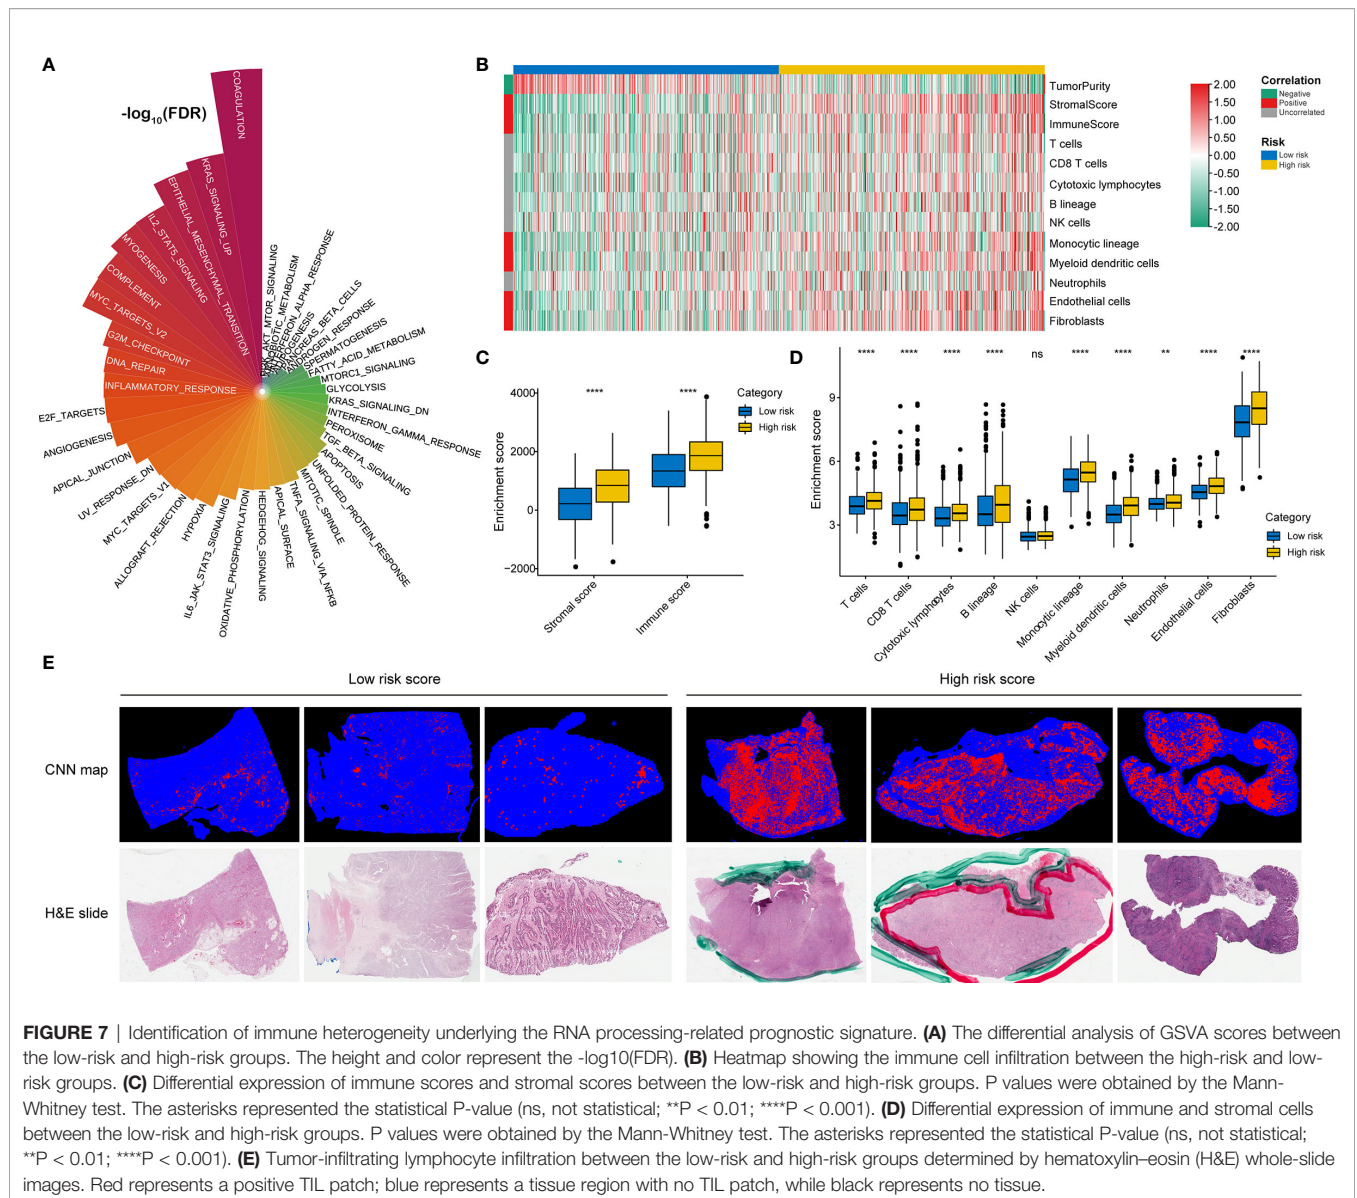 A
-log10(FDR)
COAGULATION
KRAS_SIGNALING_UP
EPITHELIAL_MESENCHYMAL_TRANSITION
IL2_STAT5_SIGNALING
MYOGENESIS
COMPLEMENT
MYC_TARGETS_V2
G2M_CHECKPOINT
DNA_REPAIR
INFLAMMATORY_RESPONSE
E2F_TARGETS
ANGIOGENESIS
APICAL_JUNCTION
UV_RESPONSE_DN
MYC_TARGETS_V1
ALLOGRAFT_REJECTION
HYPOXIA
IL6_JAK_STAT3_SIGNALING
OXIDATIVE_PHOSPHORYLATION
HEDGEHOG_SIGNALING
APICAL_SURFACE
TNFA_SIGNALING_VIA_NFKB
MITOTIC_SPINDLE
UNFOLDED_PROTEIN_RESPONSE
APOPTOSIS
TGF_BETA_SIGNALING
PEROXISOME
INTERFERON_GAMMA_RESPONSE
KRAS_SIGNALING_DN
GLYCOLYSIS
MTORC1_SIGNALING
FATTY_ACID_METABOLISM
SPERMATOGENESIS
ANDROGEN_RESPONSE
PANCREAS_BETA_CELLS
INTERFERON_ALPHA_RESPONSE
B
TumorPurity
StromalScore
ImmuneScore
T cells
CD8 T cells
Cytotoxic lymphocytes
B lineage
NK cells
Monocytic lineage
Myeloid dendritic cells
Neutrophils
Endothelial cells
Fibroblasts
2.00
1.50
1.00
0.50
0.00
-0.50
-1.00
-1.50
-2.00
Correlation
Negative
Positive
Uncorrelated
Risk
Low risk
High risk
C
Enrichment score
4000
2000
0
-2000
**** ****
Stromal score
Immune score
Category
Low risk
High risk
D
Enrichment score
9
6
3
**** **** **** **** ns **** **** ** **** ****
T cells
CD8 T cells
Cytotoxic lymphocytes
B lineage
NK cells
Monocytic lineage
Myeloid dendritic cells
Neutrophils
Endothelial cells
Fibroblasts
Category
Low risk
High risk
E
Low risk score
High risk score
CNN map
H&E slide
FIGURE 7 | Identification of immune heterogeneity underlying the RNA processing-related prognostic signature. (A) The differential analysis of GSVA scores between
the low-risk and high-risk groups. The height and color represent the -log10(FDR). (B) Heatmap showing the immune cell infiltration between the high-risk and low-
risk groups. (C) Differential expression of immune scores and stromal scores between the low-risk and high-risk groups. P values were obtained by the Mann-
Whitney test. The asterisks represented the statistical P-value (ns, not statistical; **P < 0.01; ****P < 0.001). (D) Differential expression of immune and stromal cells
between the low-risk and high-risk groups. P values were obtained by the Mann-Whitney test. The asterisks represented the statistical P-value (ns, not statistical;
**P < 0.01; ****P < 0.001). (E) Tumor-infiltrating lymphocyte infiltration between the low-risk and high-risk groups determined by hematoxylin–eosin (H&E) whole-slide
images. Red represents a positive TIL patch; blue represents a tissue region with no TIL patch, while black represents no tissue.